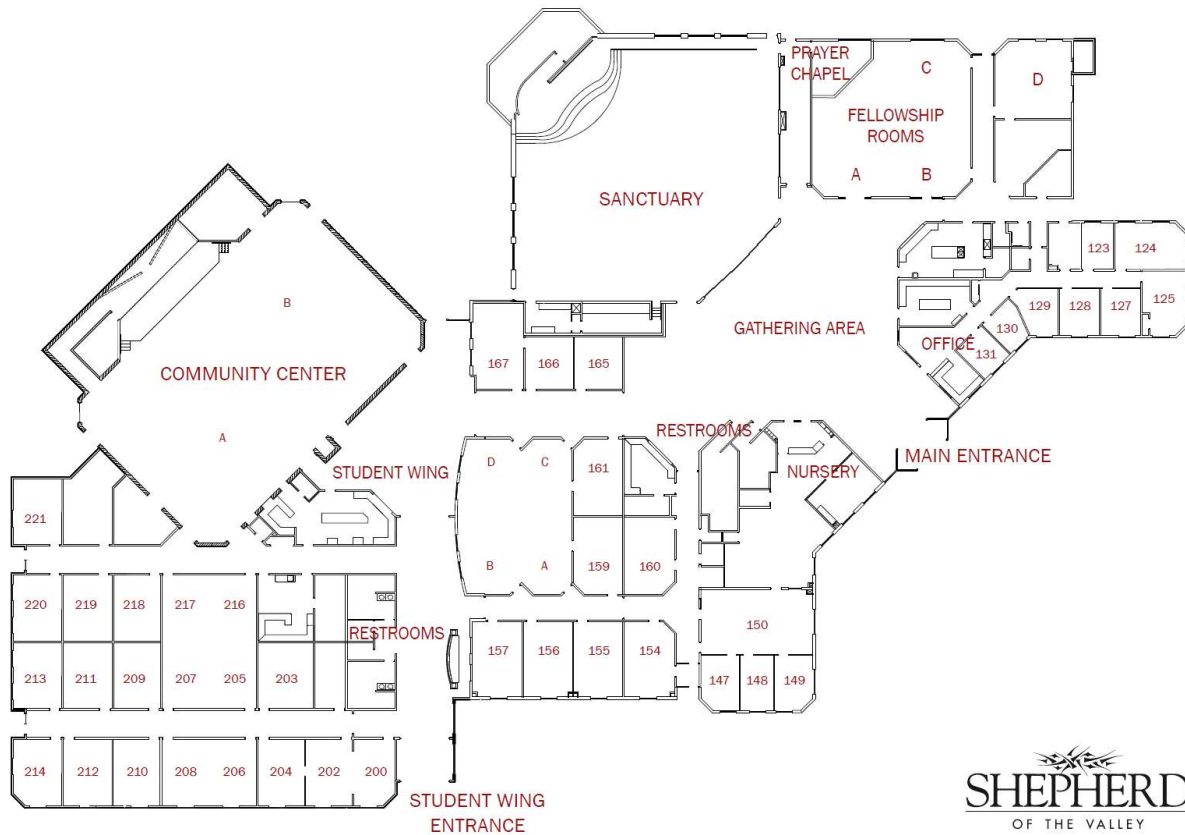 PRAYER
CHAPEL
C
D
FELLOWSHIP
ROOMS
A
B
SANCTUARY
123
124
B
129
128
127
125
130
GATHERING AREA
OFFICE
131
167
166
165
COMMUNITY CENTER
A
RESTROOMS
MAIN ENTRANCE
STUDENT WING
D
C
161
NURSERY
221
B
A
159
160
220
219
218
217
216
RESTROOMS
150
157
156
155
154
213
211
209
207
205
203
147
148
149
214
212
210
208
206
204
202
200
STUDENT WING
ENTRANCE
SHEPHERD
OF THE VALLEY